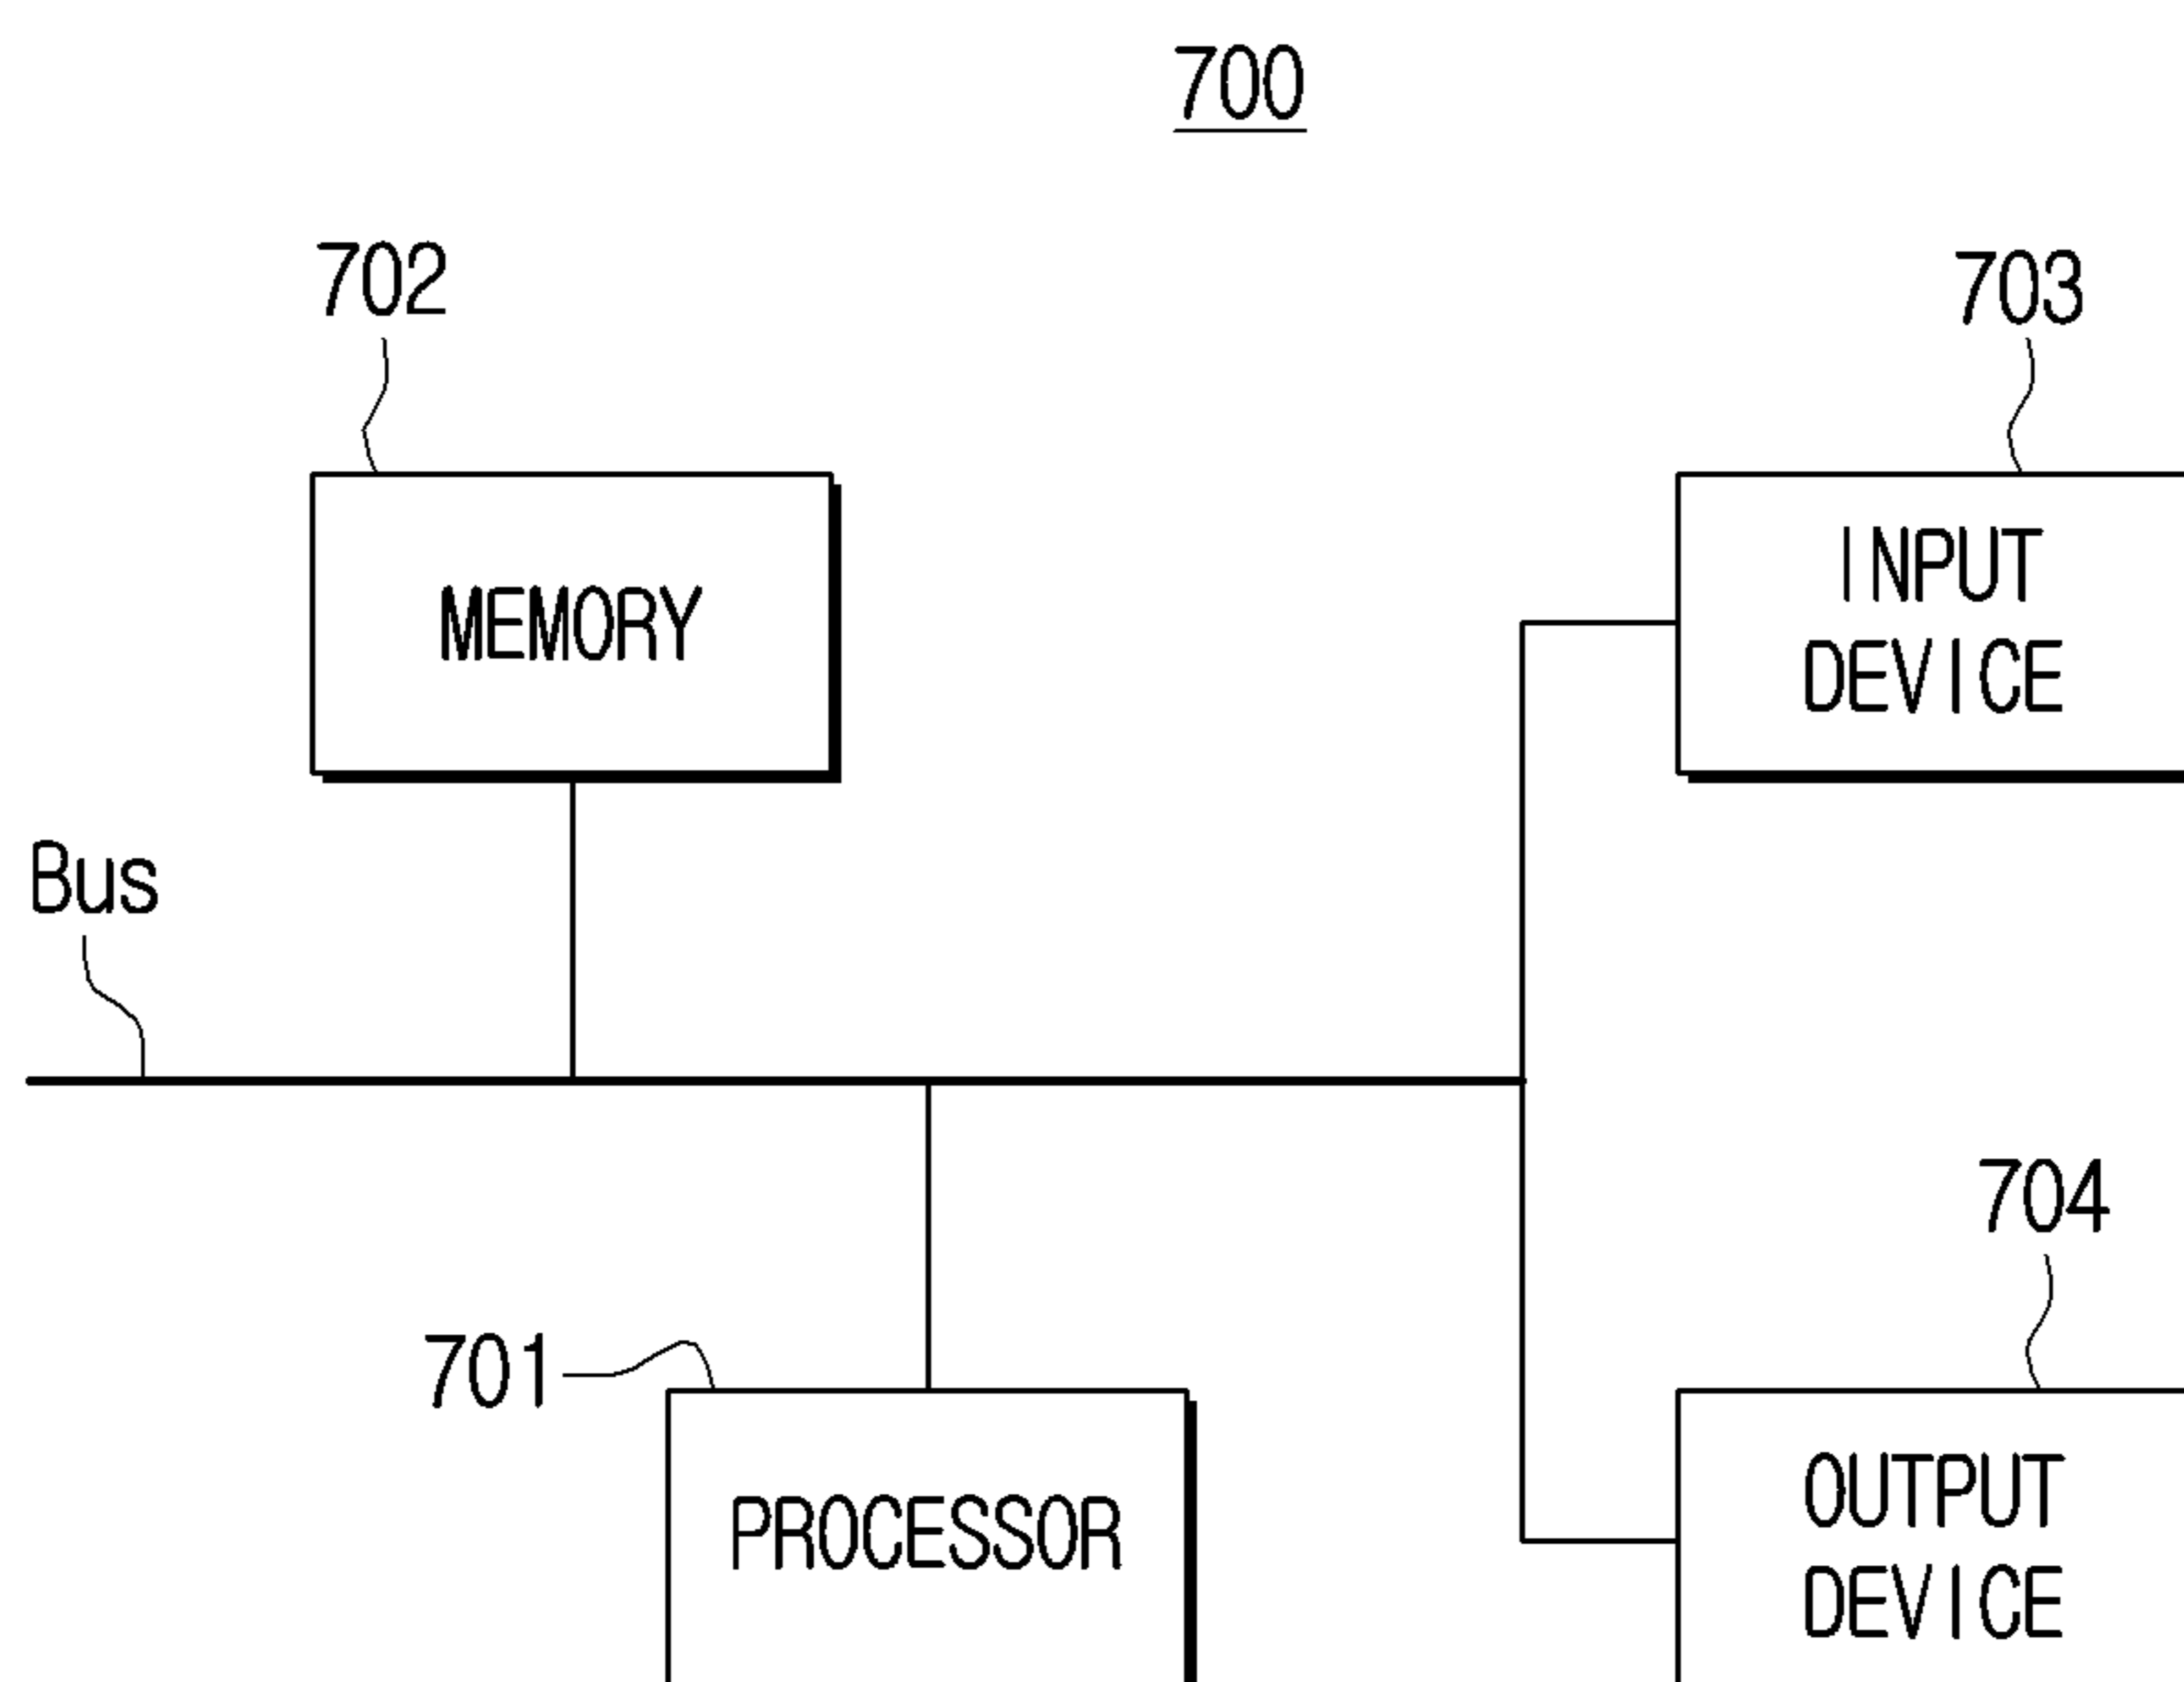 700
702
703
MEMORY
INPUT
DEVICE
Bus
704
701
PROCESSOR
OUTPUT
DEVICE